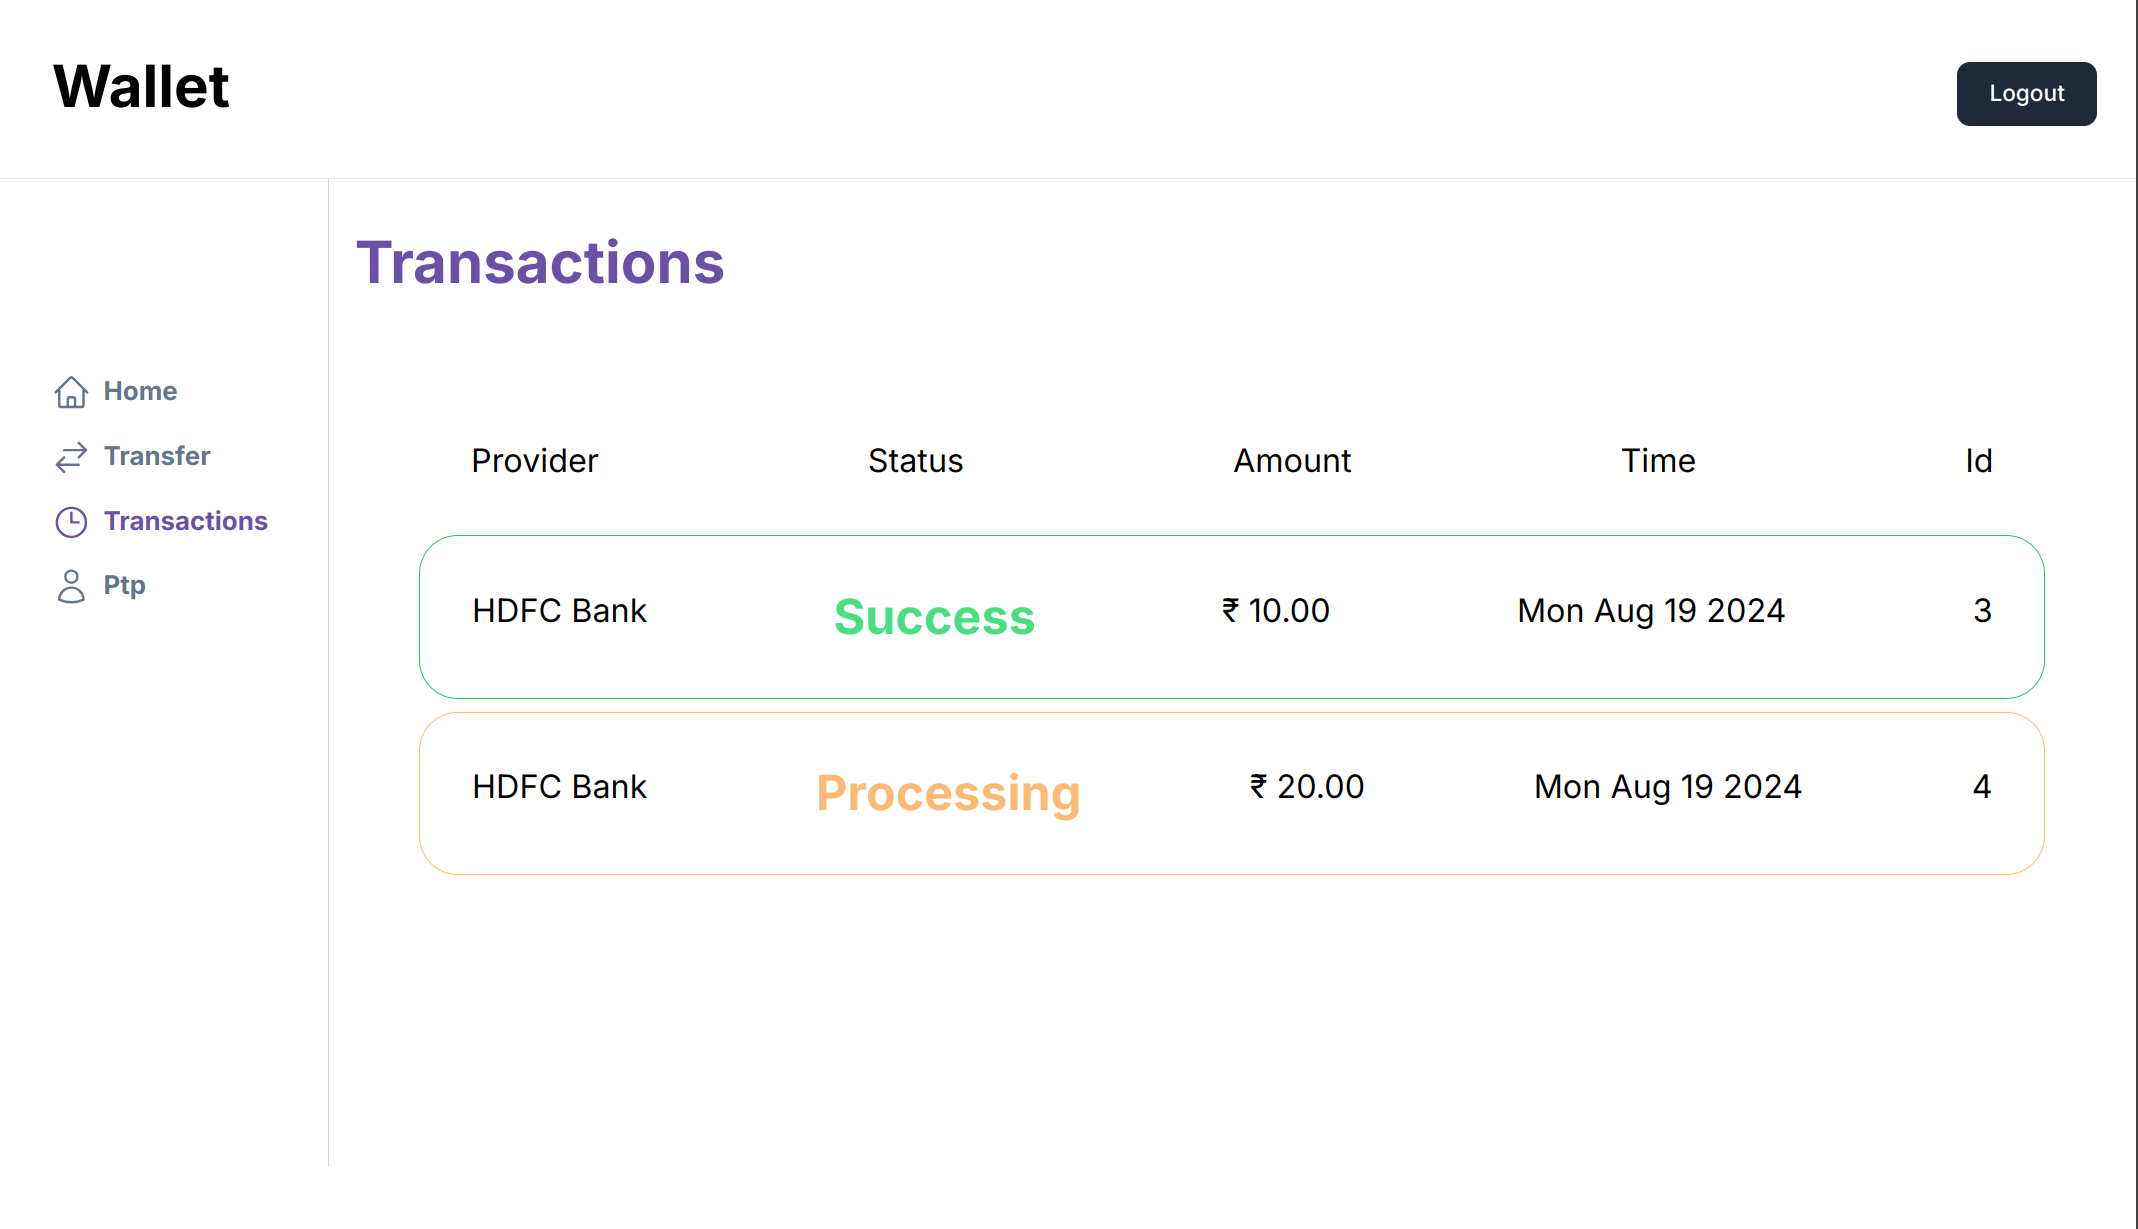 Wallet
Logout
Transactions
Home
Transfer
Transactions
Ptp
Provider Status Amount Time Id
HDFC Bank Success ₹ 10.00 Mon Aug 19 2024 3
HDFC Bank Processing ₹ 20.00 Mon Aug 19 2024 4